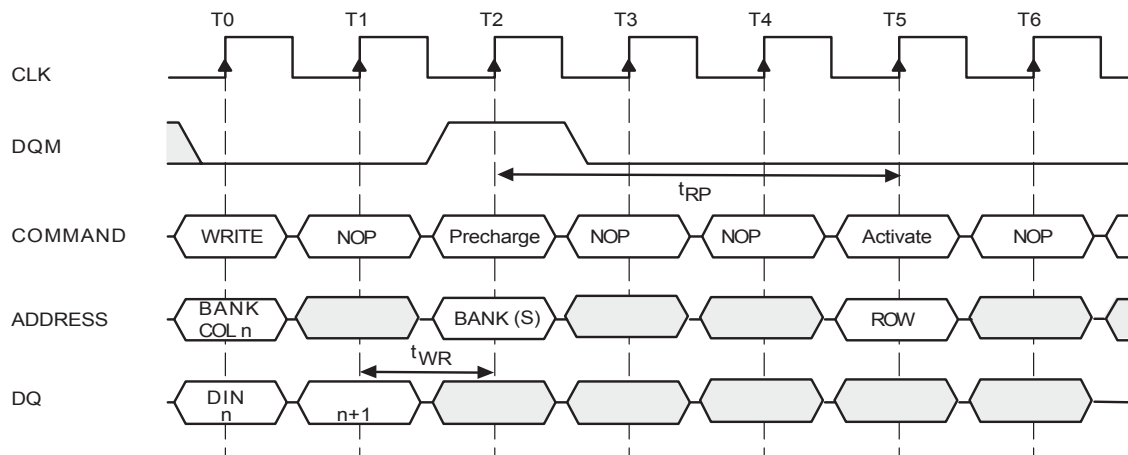 T0 T1 T2 T3 T4 T5 T6
CLK
DQM
tRP
COMMAND WRITE NOP Precharge NOP NOP Activate NOP
ADDRESS BANK COL n BANK (S) ROW
tWR
DQ DIN n n+1